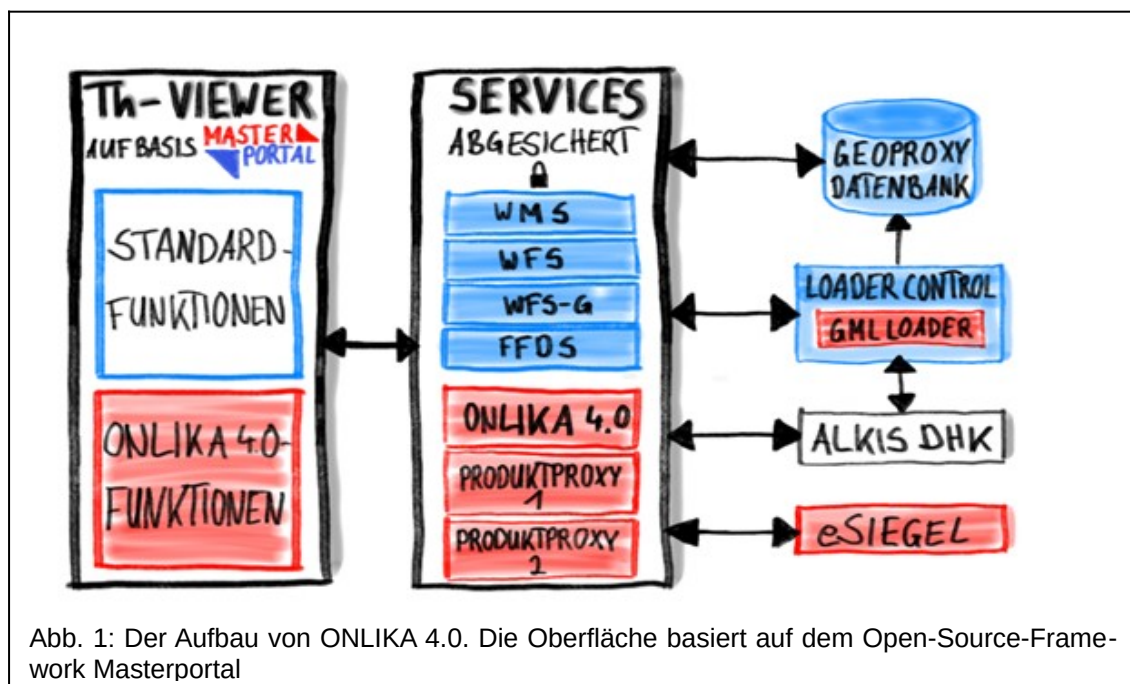 Th-VIEWER
AUF BASIS MASTER
PORTAL
STANDARD-
FUNKTIONEN
ONLIKA 4.0-
FUNKTIONEN
SERVICES
ABGESICHERT
WMS
WFS
WFS-G
FFDS
ONLIKA 4.0
PRODUKTPROXY
1
PRODUKTPROXY
2
GEOPROXY
DATENBANK
LOADER CONTROL
GML LOADER
ALKIS DHK
eSIEGEL
Abb. 1: Der Aufbau von ONLIKA 4.0. Die Oberfläche basiert auf dem Open-Source-Frame-
work Masterportal